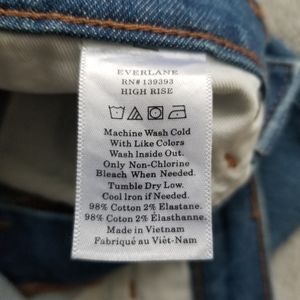 EVERLANE
RN# 139393
HIGH RISE
Machine Wash Cold
With Like Colors
Wash Inside Out.
Only Non-Chlorine
Bleach When Needed.
Tumble Dry Low.
Cool Iron if Needed.
98% Cotton 2% Elastane.
98% Coton 2% Élasthanne.
Made in Vietnam
Fabriqué au Viêt-Nam